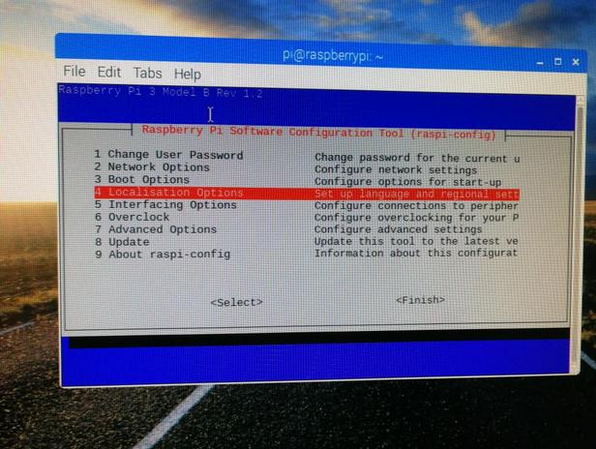 pi@raspberrypi: ~
File Edit Tabs Help
Raspberry Pi 3 Model B Rev 1.2
Raspberry Pi Software Configuration Tool (raspi-config)
1 Change User Password Change password for the current u
2 Network Options Configure network settings
3 Boot Options Configure options for start-up
4 Localisation Options Set up language and regional sett
5 Interfacing Options Configure connections to peripher
6 Overclock Configure overclocking for your P
7 Advanced Options Configure advanced settings
8 Update Update this tool to the latest ve
9 About raspi-config Information about this configurat
<Select> <Finish>